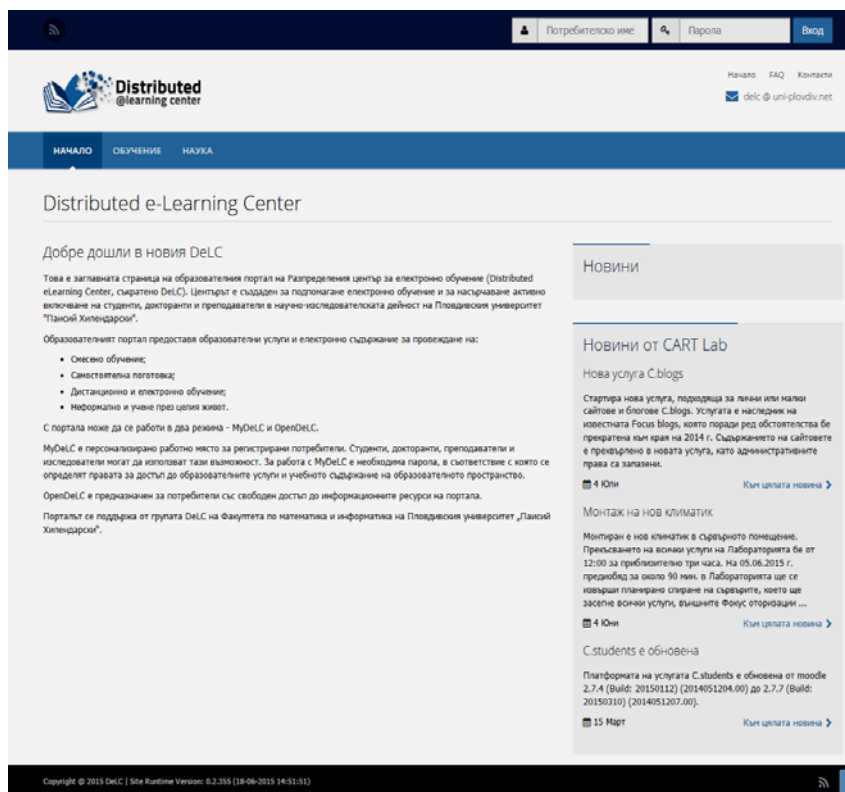 Потребителско име
Парола
Вход
Distributed
@learning center
Начало FAQ Контакти
delc @ uni-plovdiv.net
НАЧАЛО ОБУЧЕНИЕ НАУКА
Distributed e-Learning Center
Добре дошли в новия DeLC
Това е заглавната страница на образователния портал на Разпределения център за електронно обучение (Distributed
eLearning Center, съкратено DeLC). Центърът е създаден за подпомагане електронно обучение и за насърчаване активно
включване на студенти, докторанти и преподаватели в научно-изследователската дейност на Пловдивския университет
"Паисий Хилендарски".
Образователният портал предоставя образователни услуги и електронно съдържание за провеждане на:
• Смесено обучение;
• Самостоятелна поготовка;
• Дистанционно и електронно обучение;
• Неформално и учене през целия живот.
С портала може да се работи в два режима - MyDeLC и OpenDeLC.
MyDeLC е персонализирано работно място за регистрирани потребители. Студенти, докторанти, преподаватели и
изследователи могат да използват тази възможност. За работа с MyDeLC е необходима парола, в съответствие с която се
определят правата за достъп до образователните услуги и учебното съдържание на образователното пространство.
OpenDeLC е предназначен за потребители със свободен достъп до информационните ресурси на портала.
Порталът се поддържа от групата DeLC на Факултета по математика и информатика на Пловдивския университет „Паисий
Хилендарски".
Новини
Новини от CART Lab
Нова услуга C.blogs
Стартира нова услуга, подходяща за лични или малки
сайтове и блогове C.blogs. Услугата е наследник на
известната Focus blogs, която поради ред обстоятелства бе
прекратена към края на 2014 г. Съдържанието на сайтовете
е прехвърлено в новата услуга, като административните
права са запазени.
4 Юли Към цялата новина
Монтаж на нов климатик
Монтиран е нов климатик в сървърното помещение.
Прекъсването на всички услуги на Лабораторията бе от
12:00 за приблизително три часа. На 05.06.2015 г.
предиобяд за около 90 мин. в Лабораторията ще се
извърши планирано спиране на сървърите, което ще
засегне всички услуги, външните Фокус оторизации ...
4 Юни Към цялата новина
C.students е обновена
Платформата на услугата C.students е обновена от moodle
2.7.4 (Build: 20150112) (2014051204.00) до 2.7.7 (Build:
20150310) (2014051207.00).
15 Март Към цялата новина
Copyright @ 2015 DeLC | Site Runtime Version: 0.2.355 (18-06-2015 14:51:51)